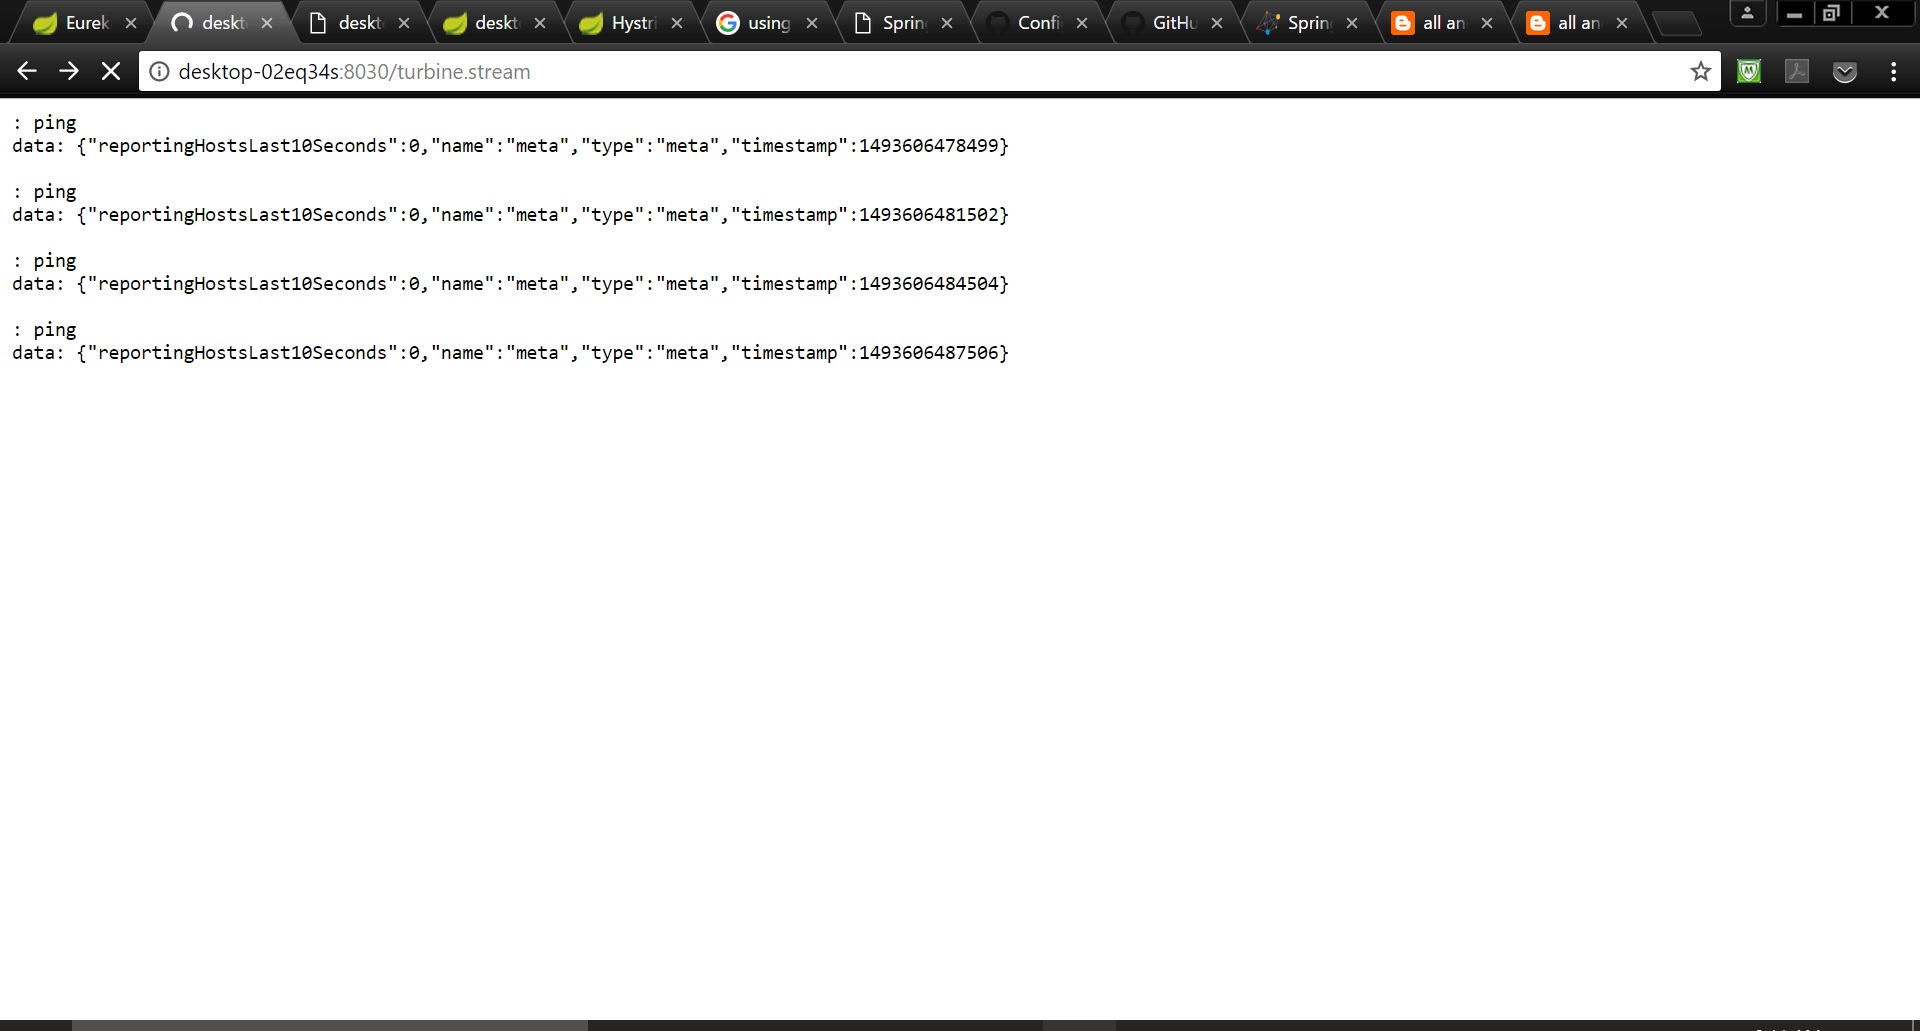 Eurek
deskt
deskt
deskt
Hystri
using
Spring
Confi
GitHu
Spring
all an
all an
desktop-02eq34s:8030/turbine.stream
: ping
data: {"reportingHostsLast10Seconds":0,"name":"meta","type":"meta","timestamp":1493606478499}
: ping
data: {"reportingHostsLast10Seconds":0,"name":"meta","type":"meta","timestamp":1493606481502}
: ping
data: {"reportingHostsLast10Seconds":0,"name":"meta","type":"meta","timestamp":1493606484504}
: ping
data: {"reportingHostsLast10Seconds":0,"name":"meta","type":"meta","timestamp":1493606487506}